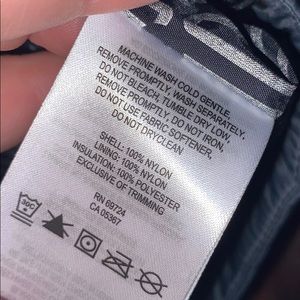 MACHINE WASH COLD GENTLE.
REMOVE PROMPTLY. WASH SEPARATELY.
DO NOT BLEACH, TUMBLE DRY LOW.
REMOVE PROMPTLY, DO NOT IRON.
DO NOT USE FABRIC SOFTENER.
DO NOT DRYCLEAN
SHELL: 100% NYLON
LINING: 100% NYLON
INSULATION: 100% POLYESTER
EXCLUSIVE OF TRIMMING
RN 69724
CA 05367
30C